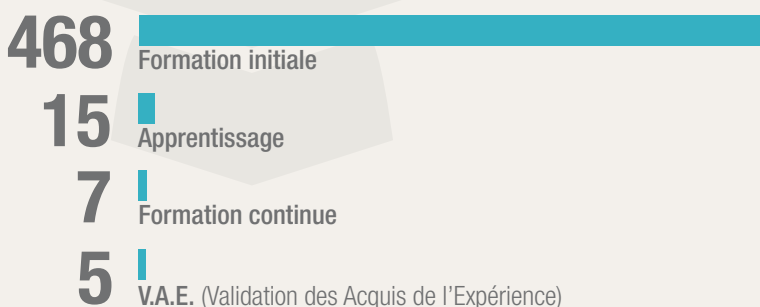 468
Formation initiale
15
Apprentissage
7
Formation continue
5
V.A.E. (Validation des Acquis de l'Expérience)